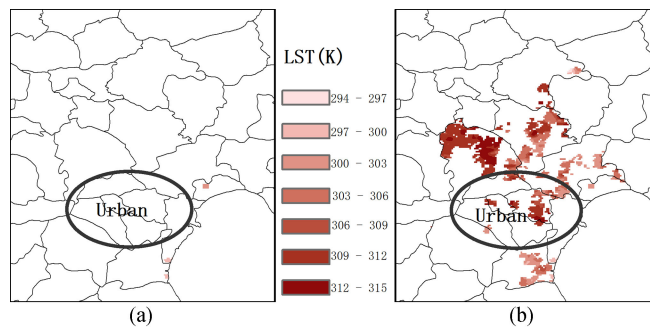 LST(K)
294 - 297
297 - 300
300 - 303
303 - 306
306 - 309
309 - 312
312 - 315
Urban
Urban
(a)
(b)